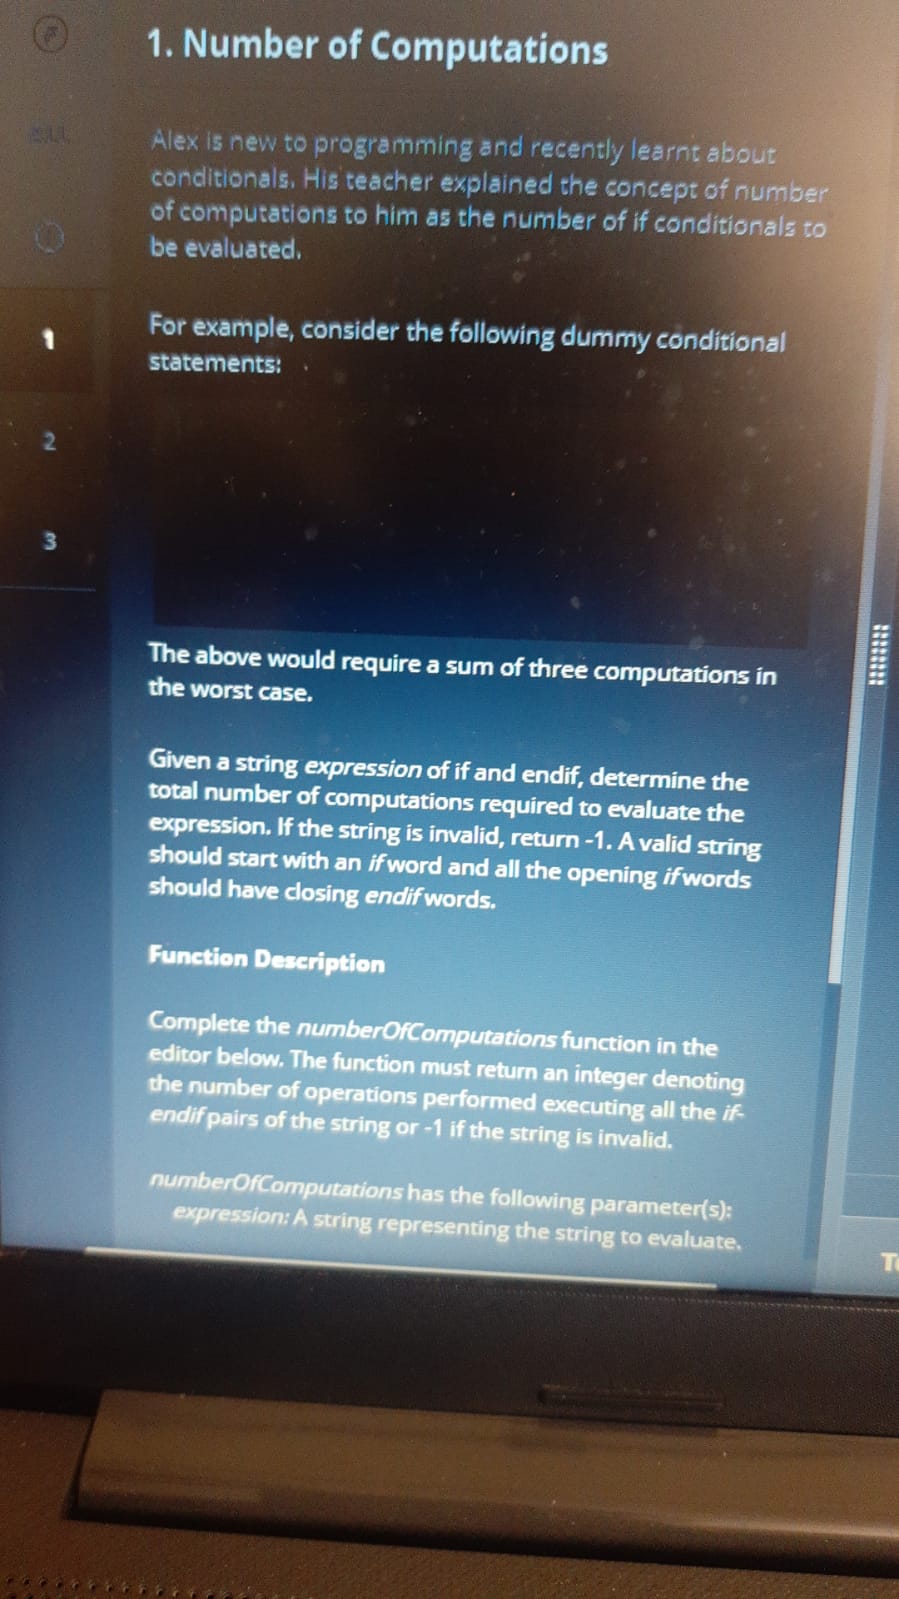 1. Number of Computations
ALL
Alex is new to programming and recently learnt about
conditionals. His teacher explained the concept of number
of computations to him as the number of if conditionals to
be evaluated.
1
For example, consider the following dummy conditional
statements:
2
3
The above would require a sum of three computations in
the worst case.
Given a string expression of if and endif, determine the
total number of computations required to evaluate the
expression. If the string is invalid, return -1. A valid string
should start with an if word and all the opening if words
should have closing endif words.
Function Description
Complete the numberOfComputations function in the
editor below. The function must return an integer denoting
the number of operations performed executing all the if-
endif pairs of the string or -1 if the string is invalid.
numberOfComputations has the following parameter(s):
expression: A string representing the string to evaluate.